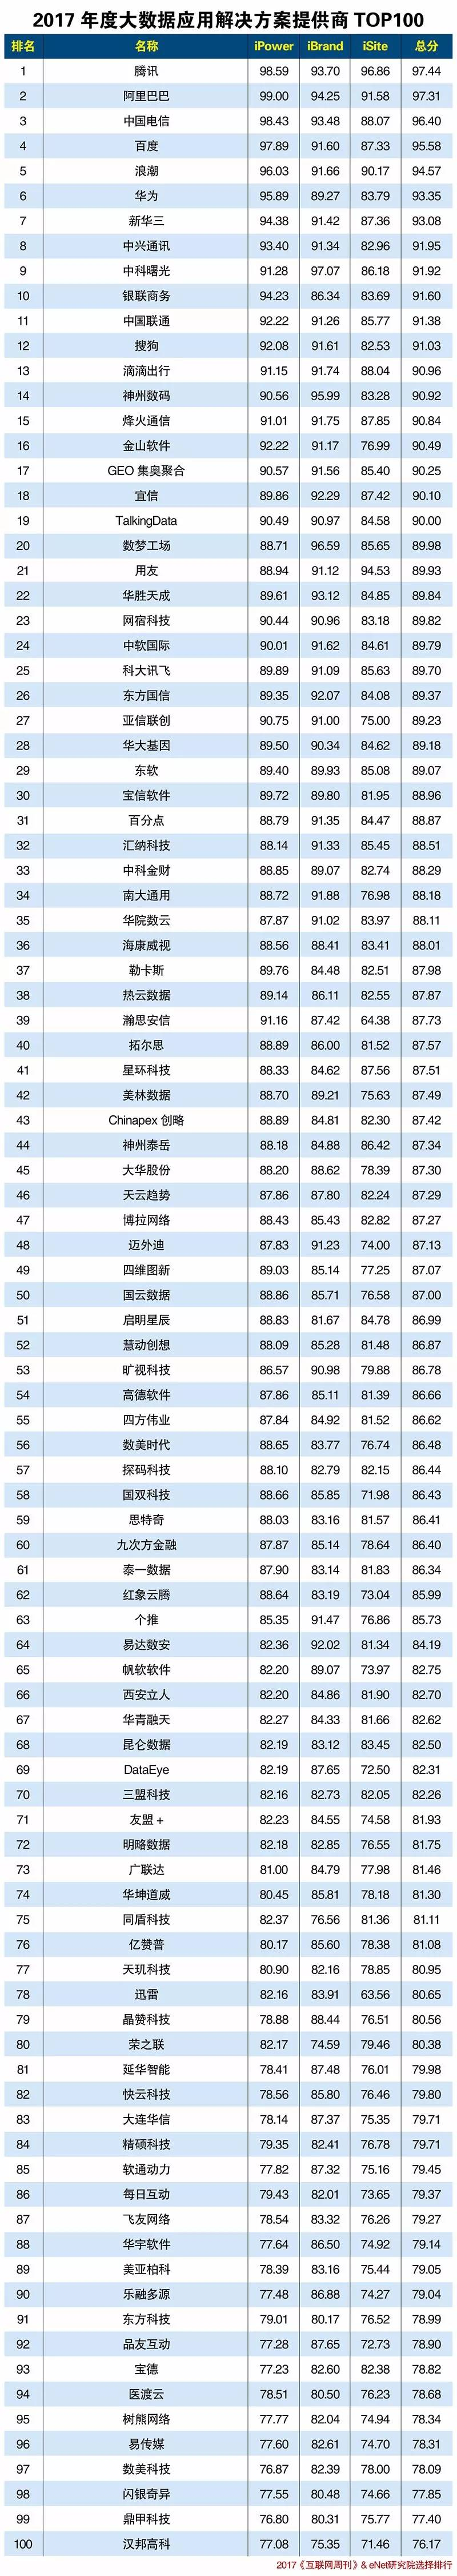 2017 年度大数据应用解决方案提供商 TOP100
排名 名称 iPower iBrand iSite 总分
1 腾讯 98.59 93.70 96.86 97.44
2 阿里巴巴 99.00 94.25 91.58 97.31
3 中国电信 98.43 93.48 88.07 96.40
4 百度 97.89 91.60 87.33 95.58
5 浪潮 96.03 91.66 90.17 94.57
6 华为 95.89 89.27 83.79 93.35
7 新华三 94.38 91.42 87.36 93.08
8 中兴通讯 93.40 91.34 82.96 91.95
9 中科曙光 91.28 97.07 86.18 91.92
10 银联商务 94.23 86.34 83.69 91.60
11 中国联通 92.22 91.26 85.77 91.38
12 搜狗 92.08 91.61 82.53 91.03
13 滴滴出行 91.15 91.74 88.04 90.96
14 神州数码 90.56 95.99 83.28 90.92
15 烽火通信 91.01 91.75 87.85 90.84
16 金山软件 92.22 91.17 76.99 90.49
17 GEO 集奥聚合 90.57 91.56 85.40 90.25
18 宜信 89.86 92.29 87.42 90.10
19 TalkingData 90.49 90.97 84.58 90.00
20 数梦工场 88.71 96.59 85.65 89.98
21 用友 88.94 91.12 94.53 89.93
22 华胜天成 89.61 93.12 84.85 89.84
23 网宿科技 90.44 90.96 83.18 89.82
24 中软国际 90.01 91.62 84.61 89.79
25 科大讯飞 89.89 91.09 85.63 89.70
26 东方国信 89.35 92.07 84.08 89.37
27 亚信联创 90.75 91.00 75.00 89.23
28 华大基因 89.50 90.34 84.62 89.18
29 东软 89.40 89.93 85.08 89.07
30 宝信软件 89.72 89.80 81.95 88.96
31 百分点 88.79 91.35 84.47 88.87
32 汇纳科技 88.14 91.33 85.45 88.51
33 中科金财 88.85 89.07 82.74 88.29
34 南大通用 88.72 91.88 76.98 88.18
35 华院数云 87.87 91.02 83.97 88.11
36 海康威视 88.56 88.41 83.41 88.01
37 勒卡斯 89.76 84.48 82.51 87.98
38 热云数据 89.14 86.11 82.55 87.87
39 瀚思安信 91.16 87.42 64.38 87.73
40 拓尔思 88.89 86.00 81.52 87.57
41 星环科技 88.33 84.62 87.56 87.51
42 美林数据 88.70 89.21 75.63 87.49
43 Chinapex 创略 88.89 84.81 82.30 87.42
44 神州泰岳 88.18 84.88 86.42 87.34
45 大华股份 88.20 88.62 78.39 87.30
46 天云趋势 87.86 87.80 82.24 87.29
47 博拉网络 88.43 85.43 82.82 87.27
48 迈外迪 87.83 91.23 74.00 87.13
49 四维图新 89.03 85.14 77.25 87.07
50 国云数据 88.86 85.71 76.58 87.00
51 启明星辰 88.83 81.67 84.78 86.99
52 慧动创想 88.09 85.28 81.48 86.87
53 旷视科技 86.57 90.98 79.88 86.78
54 高德软件 87.86 85.11 81.39 86.66
55 四方伟业 87.84 84.92 81.52 86.62
56 数美时代 88.65 83.77 76.74 86.48
57 探码科技 88.10 82.79 82.15 86.44
58 国双科技 88.66 85.85 71.98 86.43
59 思特奇 88.03 83.16 81.57 86.41
60 九次方金融 87.87 85.14 78.64 86.40
61 泰一数据 87.90 83.14 81.83 86.34
62 红象云腾 88.64 83.19 73.04 85.99
63 个推 85.35 91.47 76.86 85.73
64 易达数安 82.36 92.02 81.34 84.19
65 帆软软件 82.20 89.07 73.97 82.75
66 西安立人 82.20 84.86 81.90 82.70
67 华青融天 82.27 84.33 81.66 82.62
68 昆仑数据 82.19 83.12 83.45 82.50
69 DataEye 82.19 87.65 72.50 82.31
70 三盟科技 82.16 82.73 82.05 82.26
71 友盟 + 82.23 84.55 74.58 81.93
72 明略数据 82.18 82.85 76.55 81.75
73 广联达 81.00 84.79 77.98 81.46
74 华坤道威 80.45 85.81 78.18 81.30
75 同盾科技 82.37 76.56 81.36 81.11
76 亿赞普 80.17 85.60 78.38 81.08
77 天玑科技 80.90 82.16 78.85 80.95
78 迅雷 82.16 83.91 63.56 80.65
79 晶赞科技 78.88 88.44 76.51 80.56
80 荣之联 82.17 74.59 79.46 80.38
81 延华智能 78.41 87.48 76.01 79.98
82 快云科技 78.56 85.80 76.46 79.80
83 大连华信 78.14 87.37 75.35 79.71
84 精硕科技 79.35 82.41 76.78 79.71
85 软通动力 77.82 87.32 75.16 79.45
86 每日互动 79.43 82.01 73.65 79.37
87 飞友网络 78.54 83.32 76.26 79.27
88 华宇软件 77.64 86.50 74.92 79.14
89 美亚柏科 78.39 83.16 75.44 79.05
90 乐融多源 77.48 86.88 74.27 79.04
91 东方科技 79.01 80.17 76.52 78.99
92 品友互动 77.28 87.65 72.73 78.90
93 宝德 77.23 82.60 82.38 78.82
94 医渡云 78.51 80.50 76.23 78.68
95 树熊网络 77.77 82.04 74.94 78.34
96 易传媒 77.60 82.61 74.70 78.31
97 数美科技 76.87 82.39 78.00 78.09
98 闪银奇异 77.55 80.48 74.66 77.85
99 鼎甲科技 76.80 80.31 75.77 77.40
100 汉邦高科 77.08 75.35 71.46 76.17
2017《互联网周刊》& eNet研究院选择排行